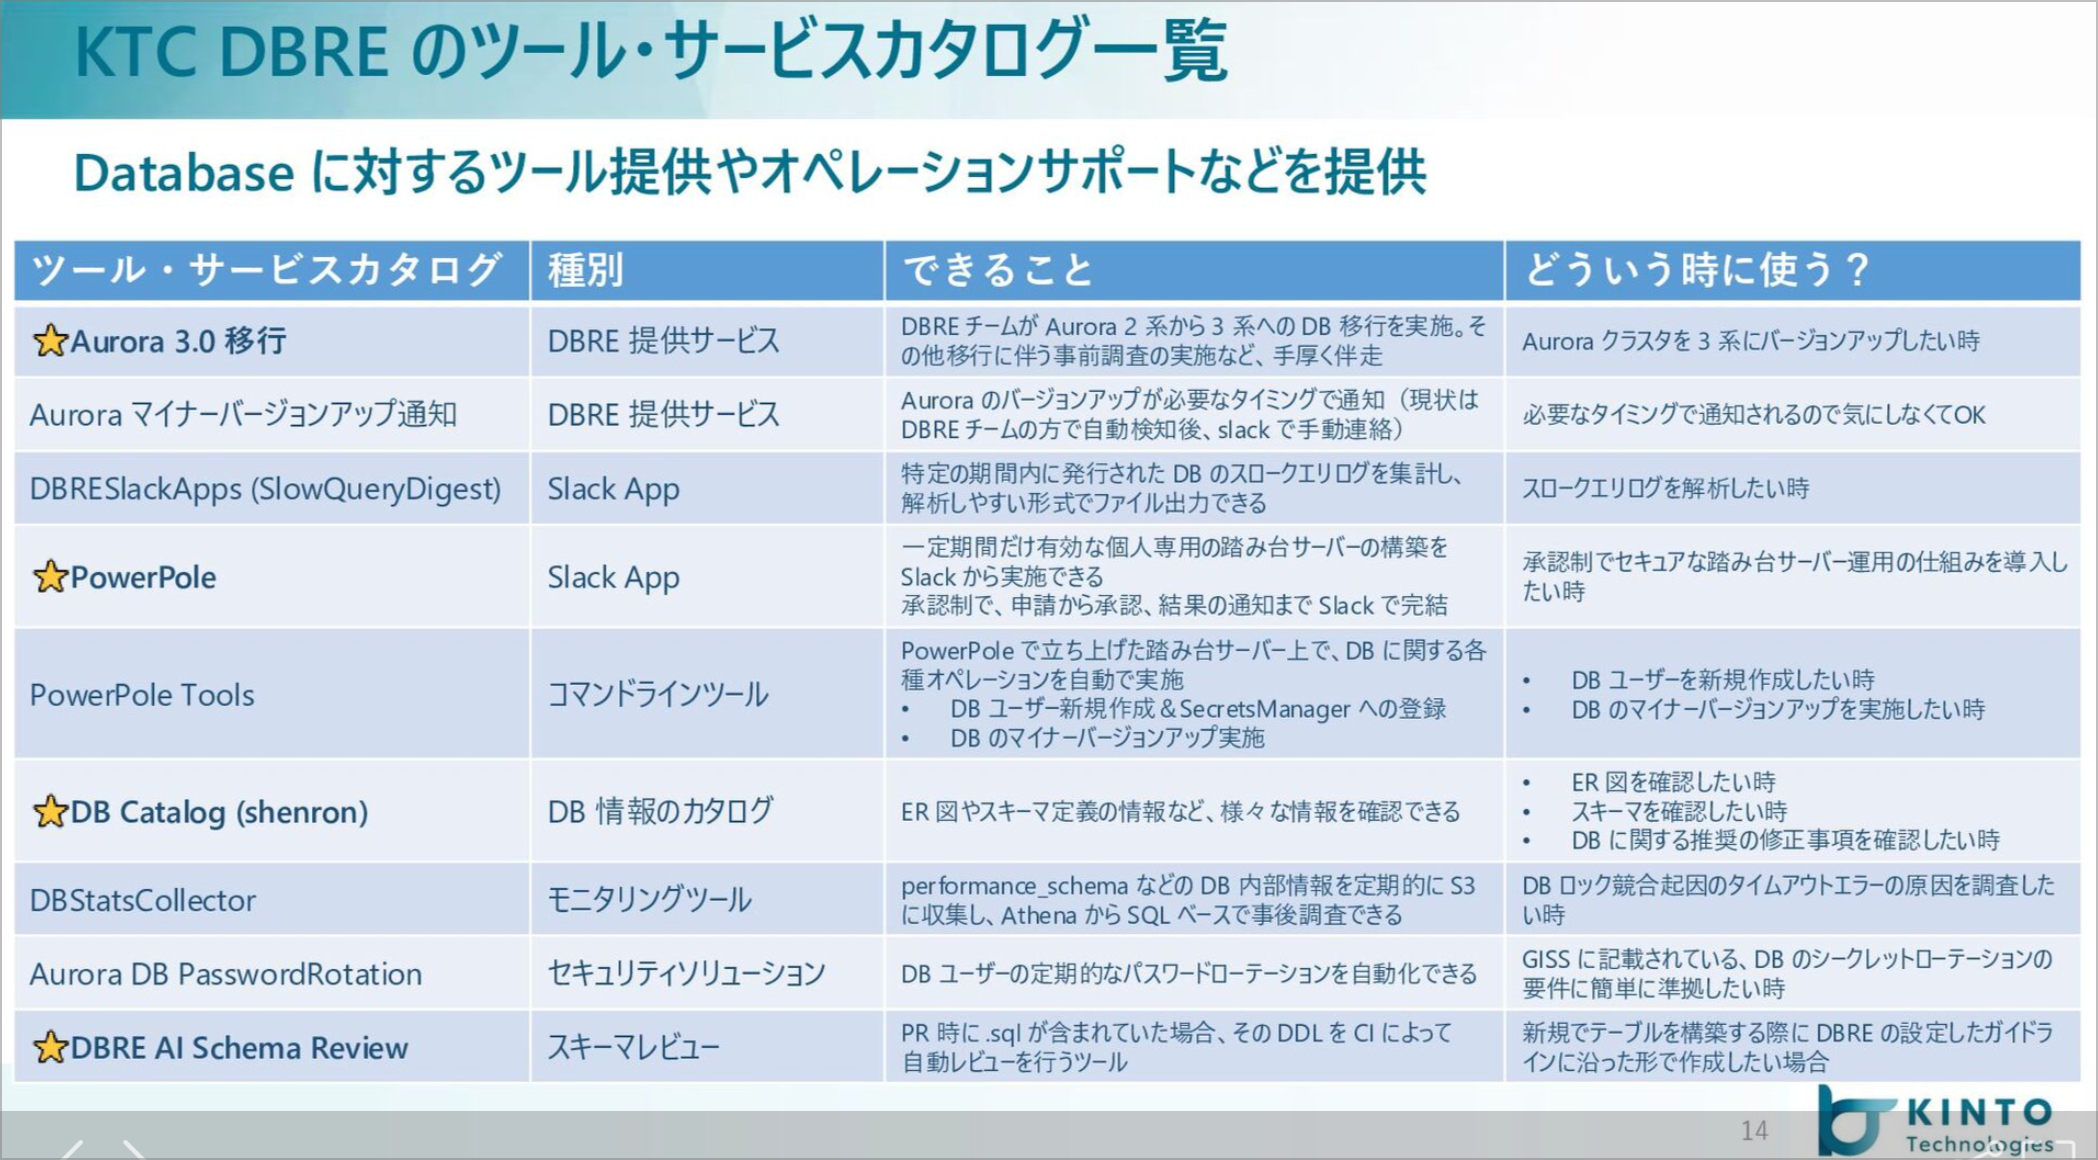 KTC DBRE のツール・サービスカタログ一覧
Database に対するツール提供やオペレーションサポートなどを提供
ツール・サービスカタログ
種別
できること
どういう時に使う？
⭐Aurora 3.0 移行
DBRE 提供サービス
DBRE チームが Aurora 2 系から 3 系への DB 移行を実施。そ
の他移行に伴う事前調査の実施など、手厚く伴走
Aurora クラスタを 3 系にバージョンアップしたい時
Aurora マイナーバージョンアップ通知
DBRE 提供サービス
Aurora のバージョンアップが必要なタイミングで通知（現状は
DBRE チームの方で自動検知後、slack で手動連絡）
必要なタイミングで通知されるので気にしなくてOK
DBRESlackApps (SlowQueryDigest)
Slack App
特定の期間内に発行された DB のスロークエリログを集計し、
解析しやすい形式でファイル出力できる
スロークエリログを解析したい時
⭐PowerPole
Slack App
一定期間だけ有効な個人専用の踏み台サーバーの構築を
Slack から実施できる
承認制で、申請から承認、結果の通知まで Slack で完結
承認制でセキュアな踏み台サーバー運用の仕組みを導入し
たい時
PowerPole Tools
コマンドラインツール
PowerPole で立ち上げた踏み台サーバー上で、DB に関する各
種オペレーションを自動で実施
• DB ユーザー新規作成＆SecretsManager への登録
• DB のマイナーバージョンアップ実施
• DB ユーザーを新規作成したい時
• DB のマイナーバージョンアップを実施したい時
⭐DB Catalog (shenron)
DB 情報のカタログ
ER 図やスキーマ定義の情報など、様々な情報を確認できる
• ER 図を確認したい時
• スキーマを確認したい時
• DB に関する推奨の修正事項を確認したい時
DBStatsCollector
モニタリングツール
performance_schema などの DB 内部情報を定期的に S3
に収集し、Athena から SQL ベースで事後調査できる
DB ロック競合起因のタイムアウトエラーの原因を調査した
い時
Aurora DB PasswordRotation
セキュリティソリューション
DB ユーザーの定期的なパスワードローテーションを自動化できる
GISS に記載されている、DB のシークレットローテーションの
要件に簡単に準拠したい時
⭐DBRE AI Schema Review
スキーマレビュー
PR 時に .sql が含まれていた場合、その DDL を CI によって
自動レビューを行うツール
新規でテーブルを構築する際に DBRE の設定したガイドラ
インに沿った形で作成したい場合
14
KINTO
Technologies